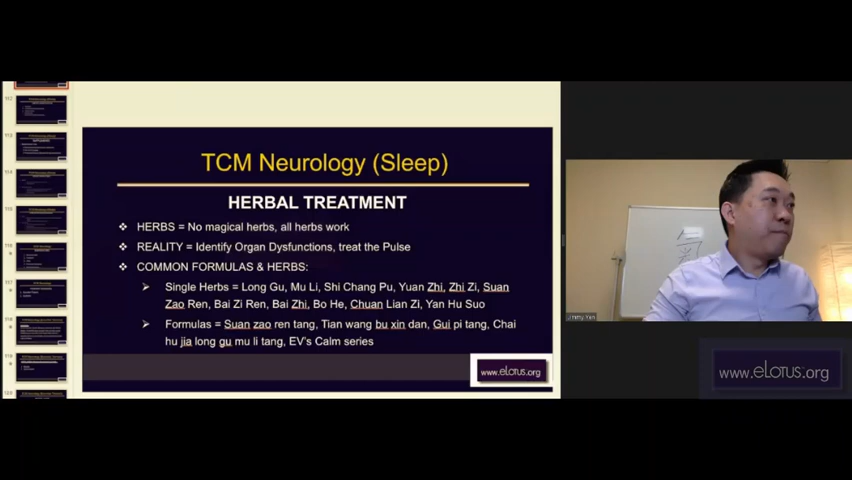 TCM Neurology (Sleep)
HERBAL TREATMENT
HERBS = No magical herbs, all herbs work
REALITY = Identify Organ Dysfunctions, treat the Pulse
COMMON FORMULAS & HERBS:
Single Herbs = Long Gu, Mu Li, Shi Chang Pu, Yuan Zhi, Zhi Zi, Suan
Zao Ren, Bai Zi Ren, Bai Zhi, Bo He, Chuan Lian Zi, Yan Hu Suo
Formulas = Suan zao ren tang, Tian wang bu xin dan, Gui pi tang, Chai
hu jia long gu mu li tang, EV's Calm series
www.eLotus.org
www.eLotus.org